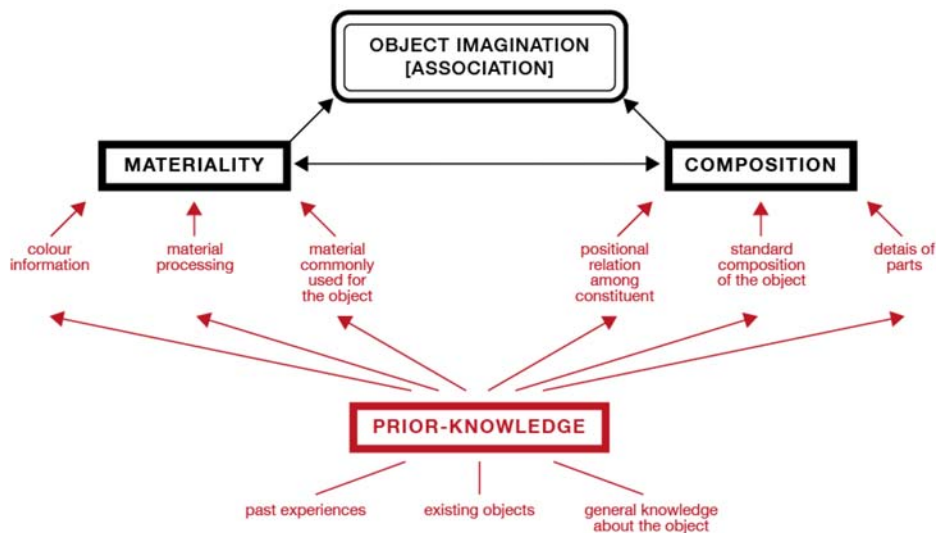 OBJECT IMAGINATION
[ASSOCIATION]
MATERIALITY
COMPOSITION
colour
information
material
processing
material
commonly
used for
the object
positional
relation
among
constituent
standard
composition
of the object
detais of
parts
PRIOR-KNOWLEDGE
past experiences
existing objects
general knowledge
about the object